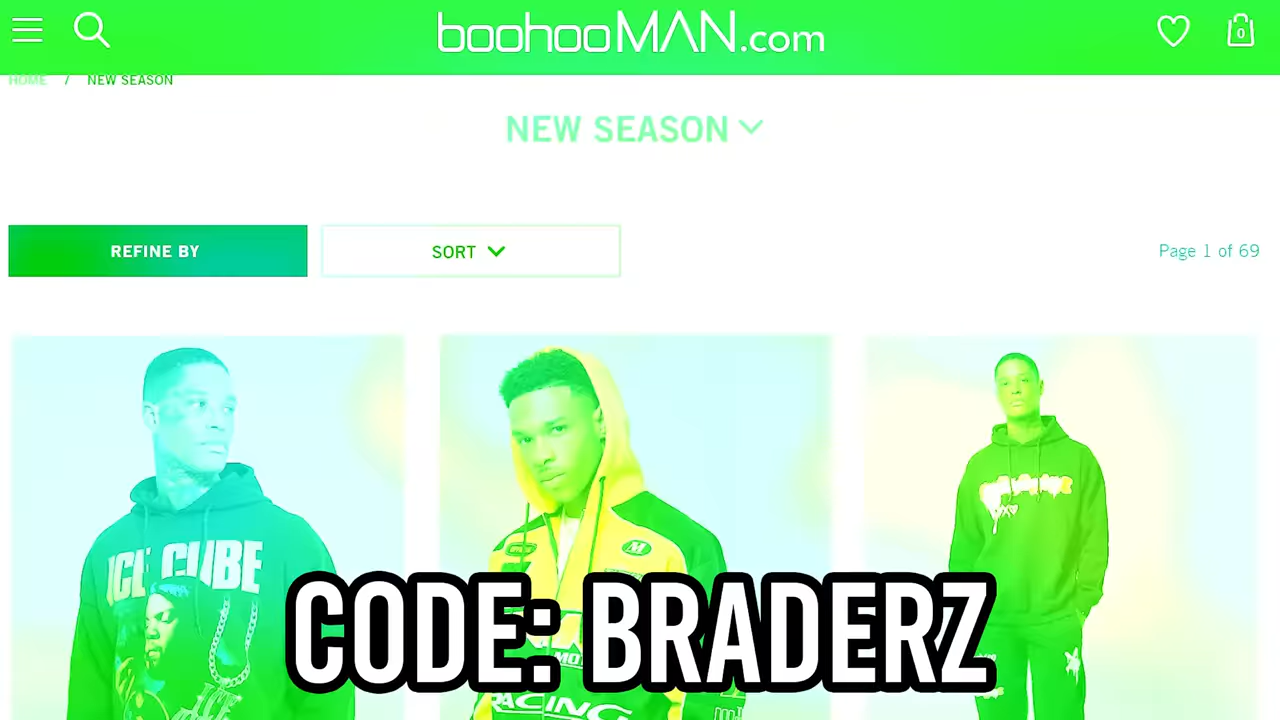 boohooMAN.com
0
HOME / NEW SEASON
NEW SEASON
REFINE BY
SORT
Page 1 of 69
ICE CUBE
M
CODE: BRADERZ
RACING